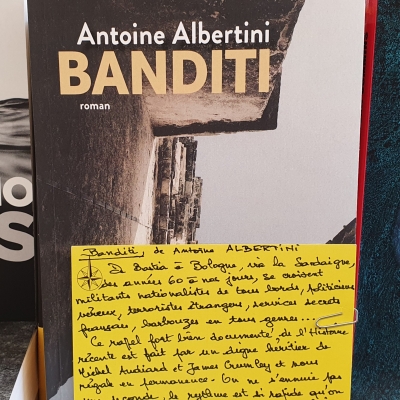 Antoine Albertini
BANDITI
roman
Banditi, de Antoine ALBERTINI
De Bastia à Bologne, via la Sardaigne,
des années 60 à nos jours, se croisent
militants nationalistes de tous bords, politiciens
véreux, terroristes étrangers, services secrets
français, barbouzes en tous genres...
Ce rappel fort bien documenté de l'Histoire
récente est fait par un digne héritier de
Michel Audiard et James Crumley et nous
régale en permanence. On ne s'ennuie pas
une seconde, le rythme est si rapide qu'on